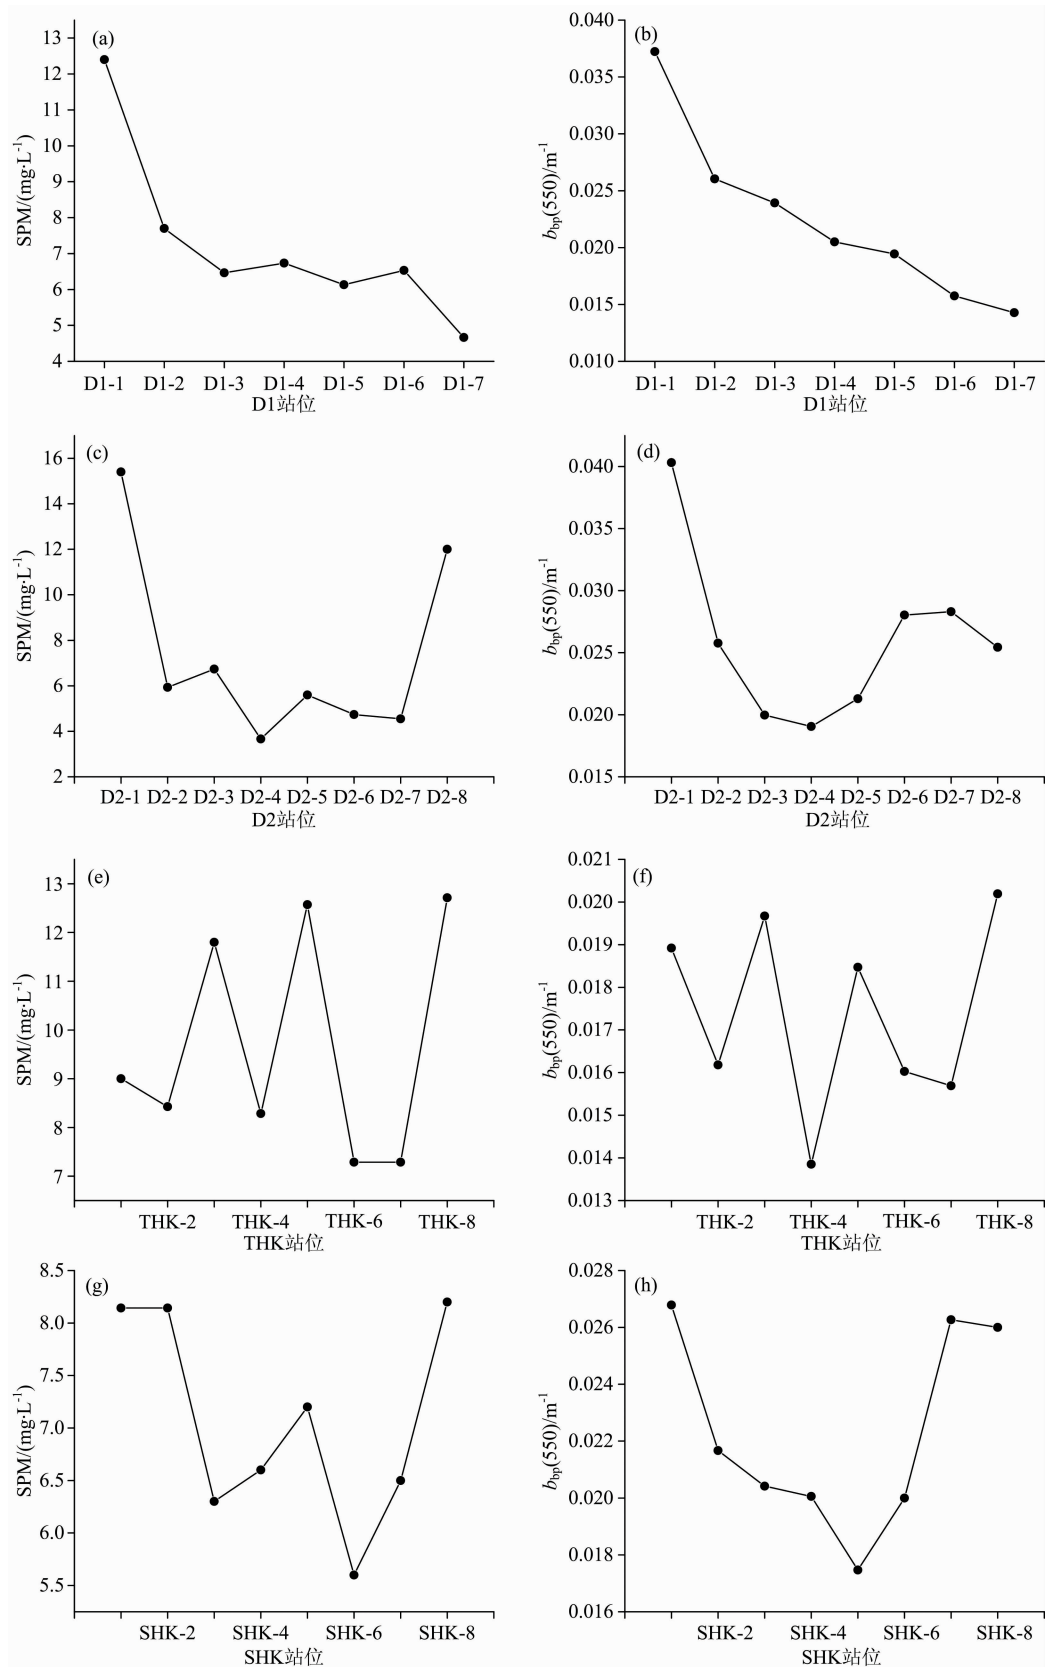 (a)
SPM/(mg·L⁻¹)
13
12
11
10
9
8
7
6
5
4
D1-1 D1-2 D1-3 D1-4 D1-5 D1-6 D1-7
D1站位
(b)
b_bp(550)/m⁻¹
0.040
0.035
0.030
0.025
0.020
0.015
0.010
D1-1 D1-2 D1-3 D1-4 D1-5 D1-6 D1-7
D1站位
(c)
SPM/(mg·L⁻¹)
16
14
12
10
8
6
4
2
D2-1 D2-2 D2-3 D2-4 D2-5 D2-6 D2-7 D2-8
D2站位
(d)
b_bp(550)/m⁻¹
0.040
0.035
0.030
0.025
0.020
0.015
D2-1 D2-2 D2-3 D2-4 D2-5 D2-6 D2-7 D2-8
D2站位
(e)
SPM/(mg·L⁻¹)
13
12
11
10
9
8
7
THK-2 THK-4 THK-6 THK-8
THK站位
(f)
b_bp(550)/m⁻¹
0.021
0.020
0.019
0.018
0.017
0.016
0.015
0.014
0.013
THK-2 THK-4 THK-6 THK-8
THK站位
(g)
SPM/(mg·L⁻¹)
8.5
8.0
7.5
7.0
6.5
6.0
5.5
SHK-2 SHK-4 SHK-6 SHK-8
SHK站位
(h)
b_bp(550)/m⁻¹
0.028
0.026
0.024
0.022
0.020
0.018
0.016
SHK-2 SHK-4 SHK-6 SHK-8
SHK站位